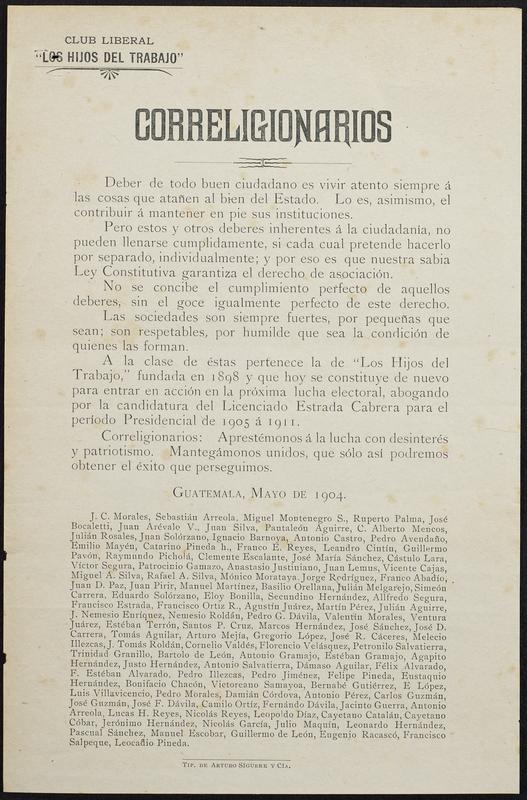 CLUB LIBERAL
"LOS HIJOS DEL TRABAJO"
CORRELIGIONARIOS
Deber de todo buen ciudadano es vivir atento siempre á
las cosas que atañen al bien del Estado. Lo es, asimismo, el
contribuir á mantener en pie sus instituciones.
Pero estos y otros deberes inherentes á la ciudadanía, no
pueden llenarse cumplidamente, si cada cual pretende hacerlo
por separado, individualmente; y por eso es que nuestra sabia
Ley Constitutiva garantiza el derecho de asociación.
No se concibe el cumplimiento perfecto de aquellos
deberes, sin el goce igualmente perfecto de este derecho.
Las sociedades son siempre fuertes, por pequeñas que
sean; son respetables, por humilde que sea la condición de
quienes las forman.
A la clase de éstas pertenece la de "Los Hijos del
Trabajo," fundada en 1898 y que hoy se constituye de nuevo
para entrar en acción en la próxima lucha electoral, abogando
por la candidatura del Licenciado Estrada Cabrera para el
período Presidencial de 1905 á 1911.
Correligionarios: Aprestémonos á la lucha con desinterés
y patriotismo. Mantegámonos unidos, que sólo así podremos
obtener el éxito que perseguimos.
GUATEMALA, MAYO DE 1904.
J. C. Morales, Sebastián Arreola, Miguel Montenegro S., Ruperto Palma, José
Bocaletti, Juan Arévalo V., Juan Silva, Pantaleón Aguirre, C. Alberto Mencos,
Julián Rosales, Juan Solórzano, Ignacio Barnoya, Antonio Castro, Pedro Avendaño,
Emilio Mayén, Catarino Pineda h., Franco E. Reyes, Leandro Cintín, Guillermo
Pavón, Raymundo Picholá, Clemente Escalante, José María Sánchez, Cástulo Lara,
Víctor Segura, Patrocinio Gamazo, Anastasio Justiniano, Juan Lemus, Vicente Cajas,
Miguel A. Silva, Rafael A. Silva, Mónico Morataya, Jorge Rodríguez, Franco Abadío,
Juan D. Paz, Juan Pirir, Manuel Martínez, Basilio Orellana, Julián Melgarejo, Simeón
Carrera, Eduardo Solórzano, Eloy Bonilla, Secundino Hernández, Allfredo Segura,
Francisco Estrada, Francisco Ortiz R., Agustín Juárez, Martín Pérez, Julián Aguirre,
J. Nemesio Enríquez, Nemesio Roldán, Pedro G. Dávila, Valentín Morales, Ventura
Juárez, Estéban Terrón, Santos P. Cruz, Marcos Hernández, José Sánchez, José D.
Carrera, Tomás Aguilar, Arturo Mejía, Gregorio López, José R. Cáceres, Melecio
Illezcas, J. Tomás Roldán, Cornelio Valdés, Florencio Velásquez, Petronilo Salvatierra,
Trinidad Granillo, Bartolo de León, Antonio Gramajo, Estéban Gramajo, Agapito
Hernández, Justo Hernández, Antonio Salvatierra, Dámaso Aguilar, Félix Alvarado,
F. Estéban Alvarado, Pedro Illezcas, Pedro Jiménez, Felipe Pineda, Eustaquio
Hernández, Bonifacio Chacón, Victoreano Samayoa, Bernabé Gutiérrez, E López,
Luis Villavicencio, Pedro Morales, Damián Córdova, Antonio Pérez, Carlos Guzmán,
José Guzmán, José F. Dávila, Camilo Ortíz, Fernándo Dávila, Jacinto Guerra, Antonio
Arreola, Lucas H. Reyes, Nicolás Reyes, Leopoldo Díaz, Cayetano Catalán, Cayetano
Cóbar, Jerónimo Hernández, Nicolás García, Julio Maquín, Leonardo Hernández,
Pascual Sánchez, Manuel Escobar, Guillermo de León, Eugenjo Racascó, Francisco
Salpeque, Leocadio Pineda.
TIP. DE ARTURO SIGUERE Y CÍA.